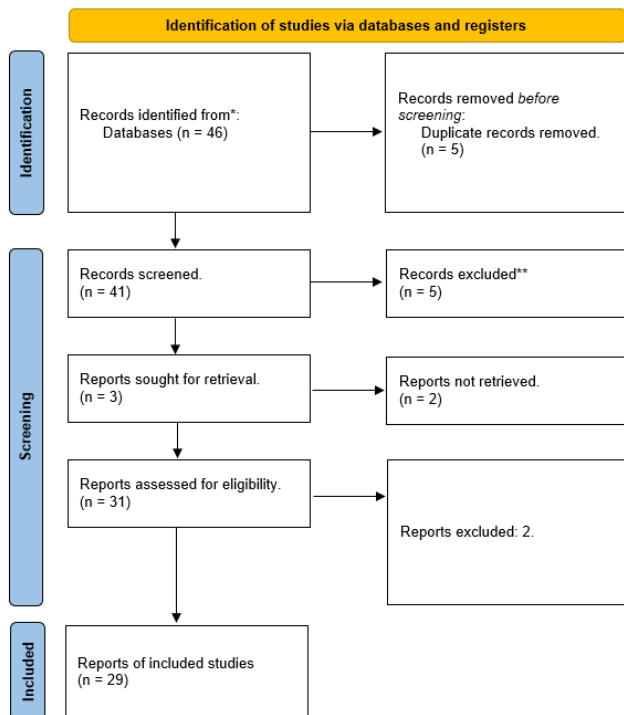 Identification of studies via databases and registers
Identification
Records identified from*:
Databases (n = 46)
Records removed before
screening:
Duplicate records removed.
(n = 5)
Screening
Records screened.
(n = 41)
Records excluded**
(n = 5)
Reports sought for retrieval.
(n = 3)
Reports not retrieved.
(n = 2)
Reports assessed for eligibility.
(n = 31)
Reports excluded: 2.
Included
Reports of included studies
(n = 29)